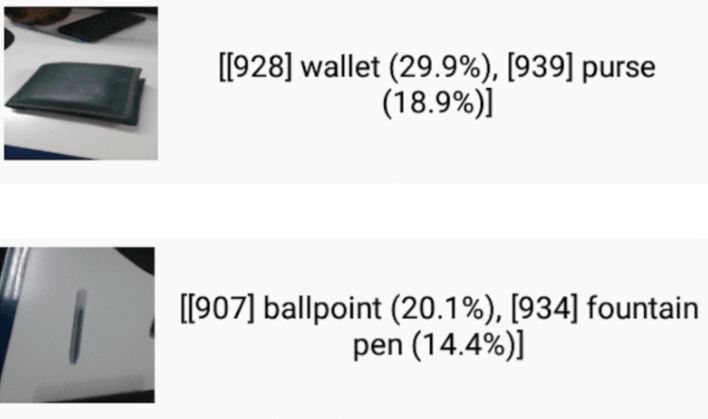 [[928] wallet (29.9%), [939] purse
(18.9%)]
[[907] ballpoint (20.1%), [934] fountain
pen (14.4%)]